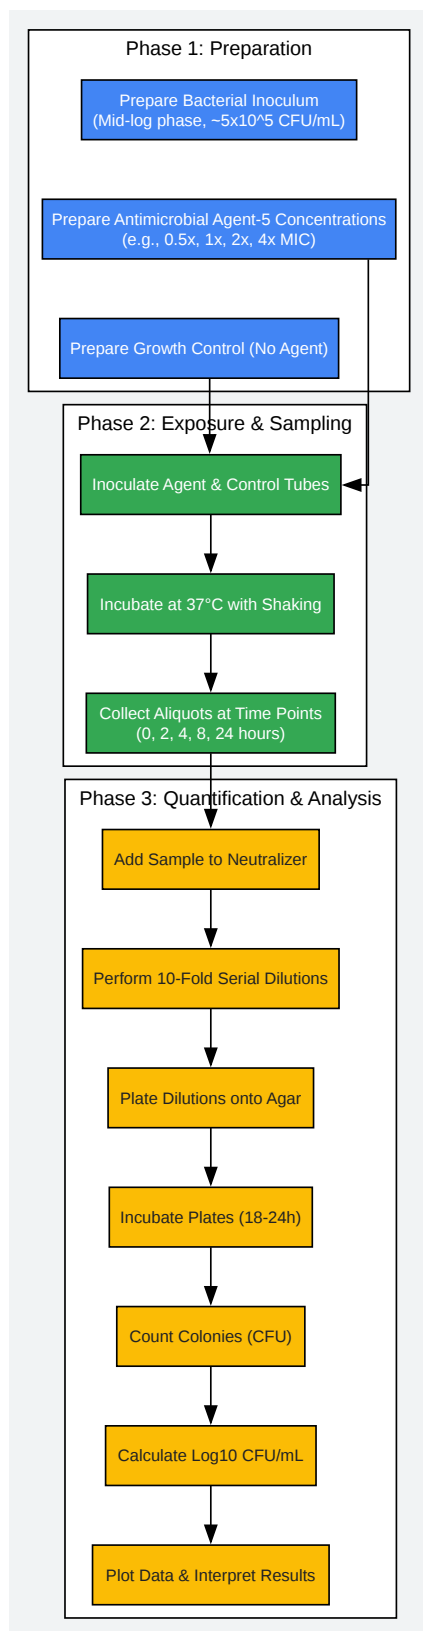 Phase 1: Preparation
Prepare Bacterial Inoculum
(Mid-log phase, ~5x10^5 CFU/mL)
Prepare Antimicrobial Agent-5 Concentrations
(e.g., 0.5x, 1x, 2x, 4x MIC)
Prepare Growth Control (No Agent)
Phase 2: Exposure & Sampling
Inoculate Agent & Control Tubes
Incubate at 37°C with Shaking
Collect Aliquots at Time Points
(0, 2, 4, 8, 24 hours)
Phase 3: Quantification & Analysis
Add Sample to Neutralizer
Perform 10-Fold Serial Dilutions
Plate Dilutions onto Agar
Incubate Plates (18-24h)
Count Colonies (CFU)
Calculate Log10 CFU/mL
Plot Data & Interpret Results